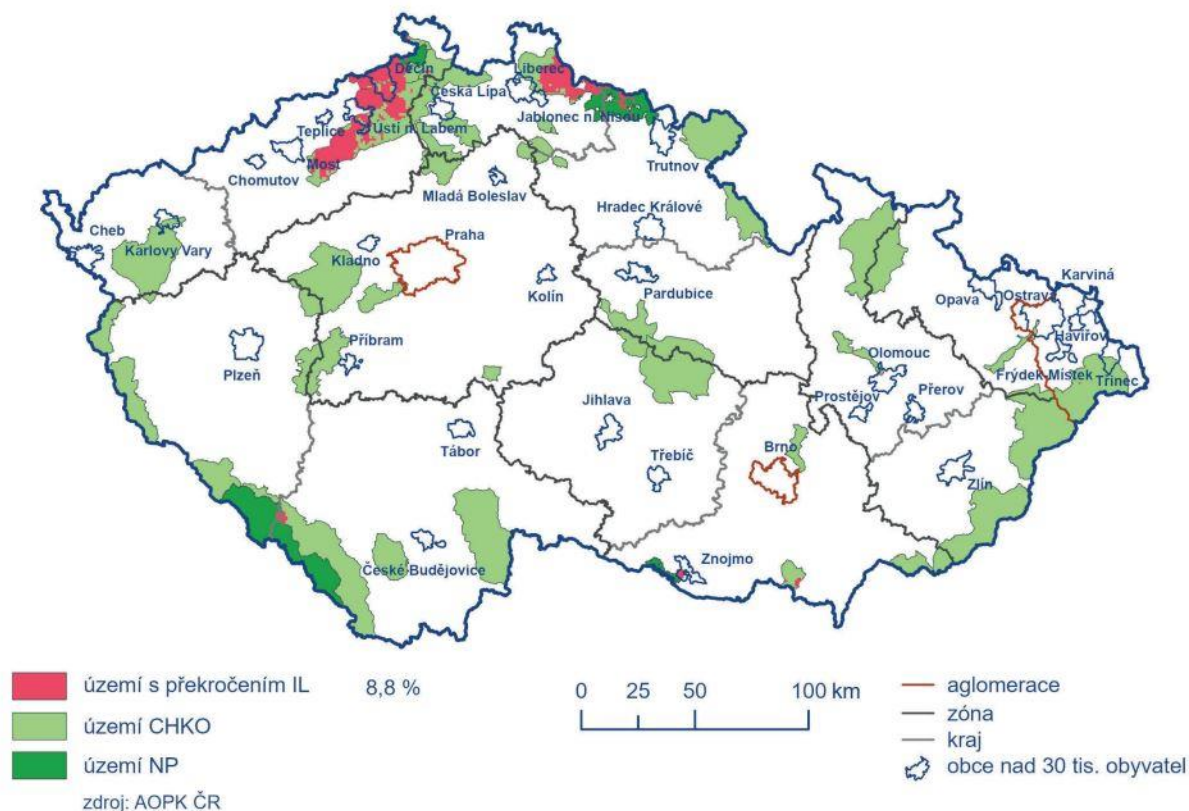 Děčín
Liberec
Česká Lípa
Teplice
Ústí n. Labem
Jablonec n. Nisou
Most
Chomutov
Trutnov
Mladá Boleslav
Hradec Králové
Cheb
Karlovy Vary
Praha
Kladno
Kolín
Pardubice
Karviná
Opava
Ostrava
Havířov
Příbram
Plzeň
Olomouc
Frýdek-Místek
Třinec
Prostějov
Přerov
Jihlava
Tábor
Třebíč
Brno
Zlín
Znojmo
České Budějovice
území s překročením IL 8,8 %
území CHKO
území NP
zdroj: AOPK ČR
0 25 50 100 km
aglomerace
zóna
kraj
obce nad 30 tis. obyvatel